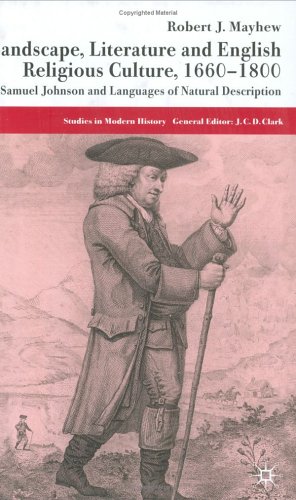 Robert J. Mayhew
andscape, Literature and English
Religious Culture, 1660–1800
Samuel Johnson and Languages of Natural Description
Studies in Modern History General Editor: J. C. D. Clark